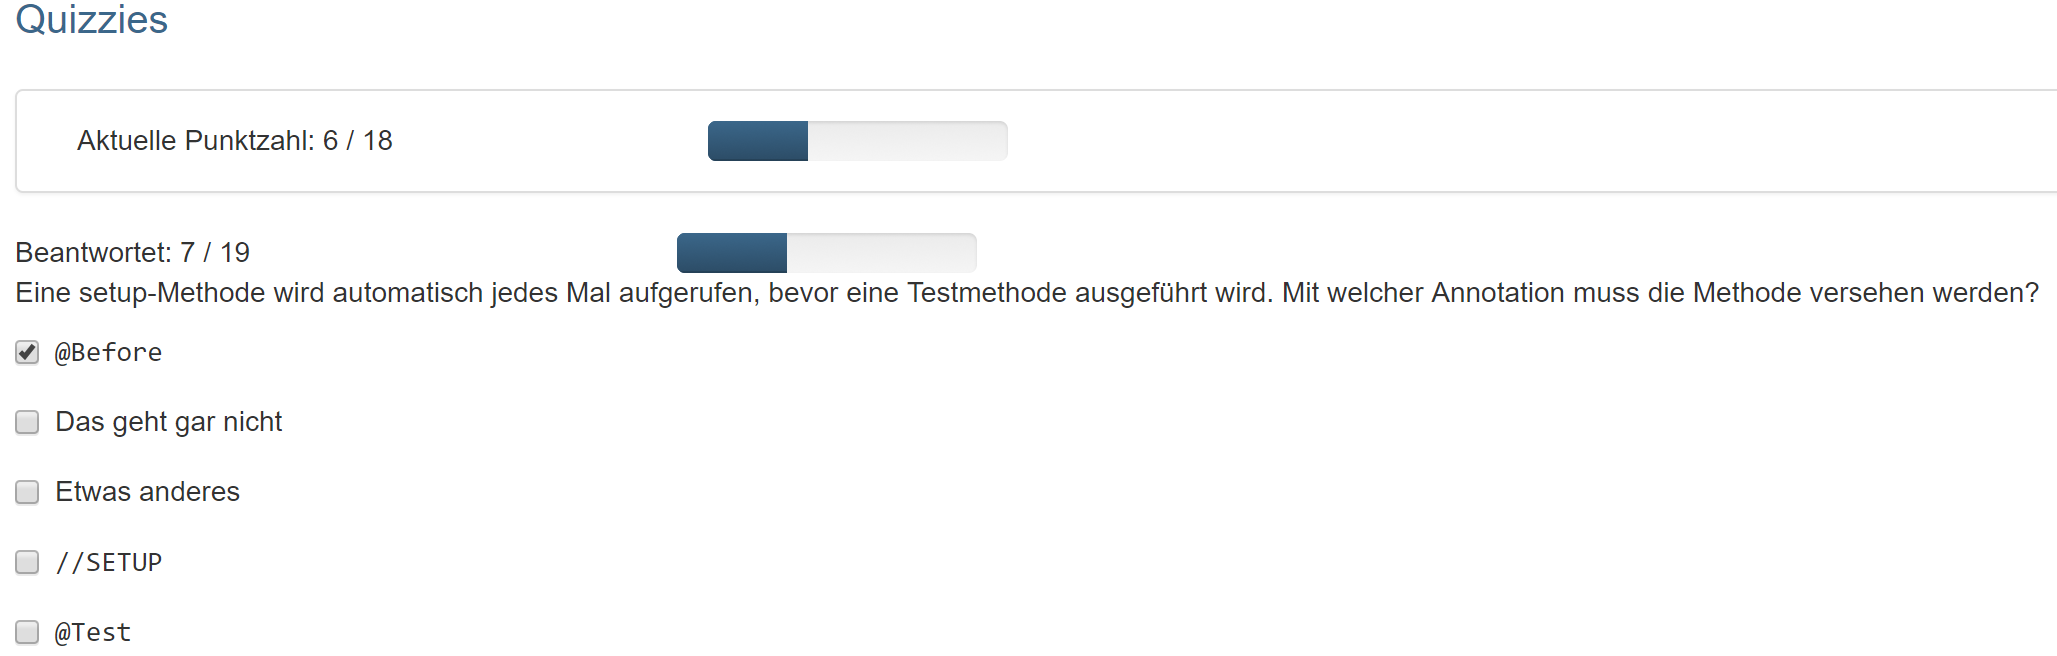 Quizzies
Aktuelle Punktzahl: 6 / 18
Beantwortet: 7 / 19
Eine setup-Methode wird automatisch jedes Mal aufgerufen, bevor eine Testmethode ausgeführt wird. Mit welcher Annotation muss die Methode versehen werden?
@Before
Das geht gar nicht
Etwas anderes
//SETUP
@Test